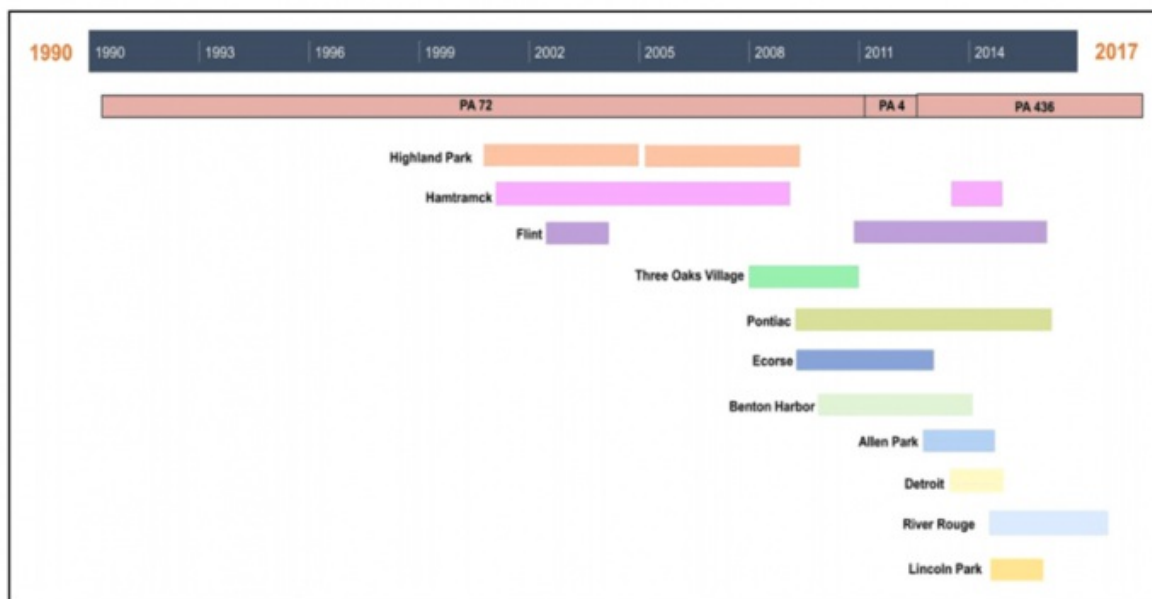 1990 1990 1993 1996 1999 2002 2005 2008 2011 2014 2017
PA 72 PA 4 PA 436
Highland Park
Hamtramck
Flint
Three Oaks Village
Pontiac
Ecorse
Benton Harbor
Allen Park
Detroit
River Rouge
Lincoln Park